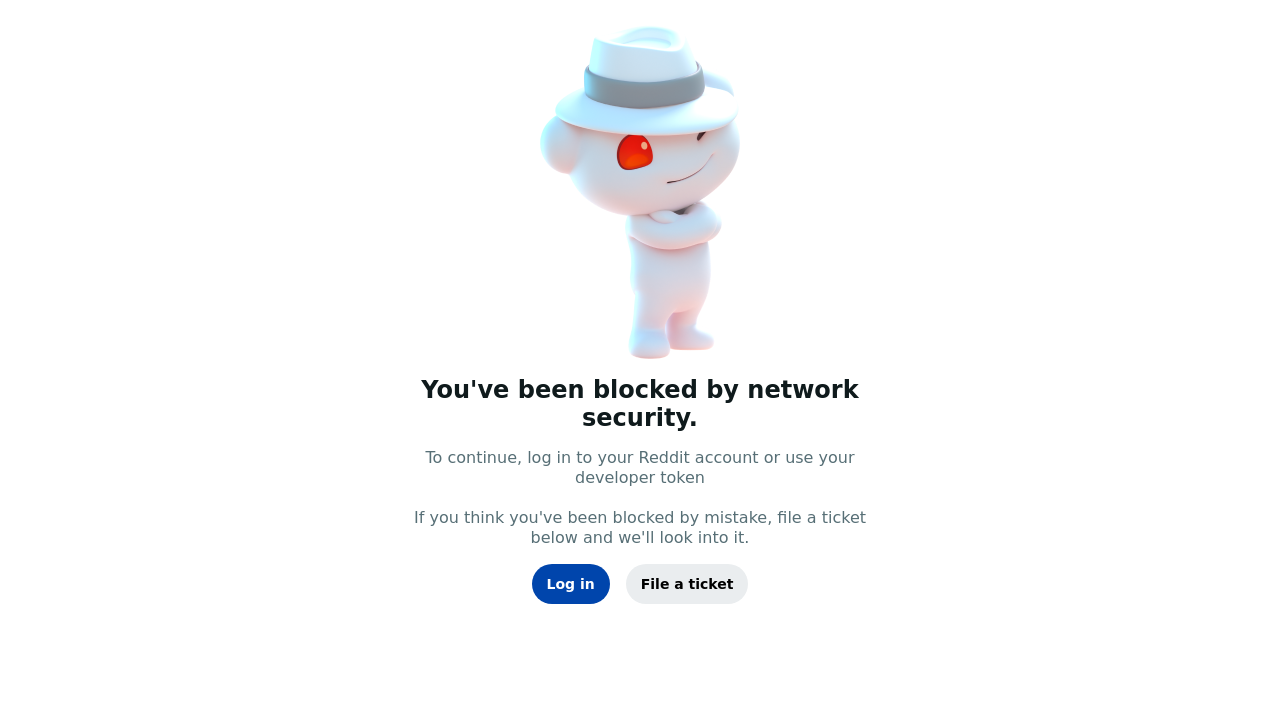 You've been blocked by network
security.
To continue, log in to your Reddit account or use your
developer token
If you think you've been blocked by mistake, file a ticket
below and we'll look into it.
Log in
File a ticket